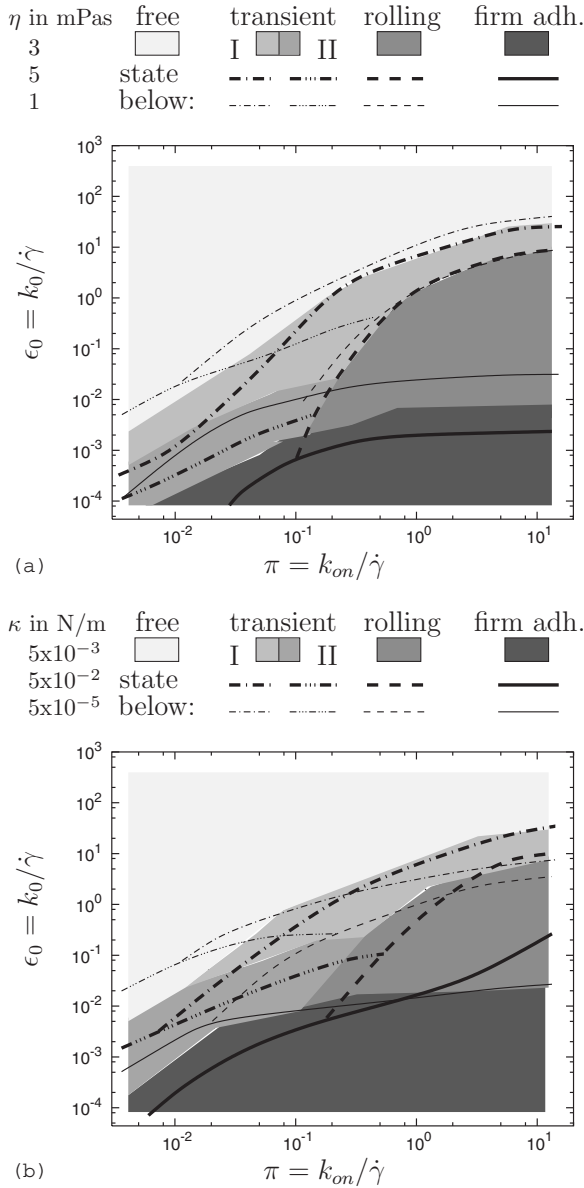 η in mPas free transient rolling firm adh.
3 I II
5 state
1 below:
10³
10²
10¹
10⁰
10⁻¹
10⁻²
10⁻³
10⁻⁴
ϵ₀ = k₀/γ̇
10⁻² 10⁻¹ 10⁰ 10¹
(a) π = kₒₙ/γ̇
κ in N/m free transient rolling firm adh.
5x10⁻³ I II
5x10⁻² state
5x10⁻⁵ below:
10³
10²
10¹
10⁰
10⁻¹
10⁻²
10⁻³
10⁻⁴
ϵ₀ = k₀/γ̇
10⁻² 10⁻¹ 10⁰ 10¹
(b) π = kₒₙ/γ̇